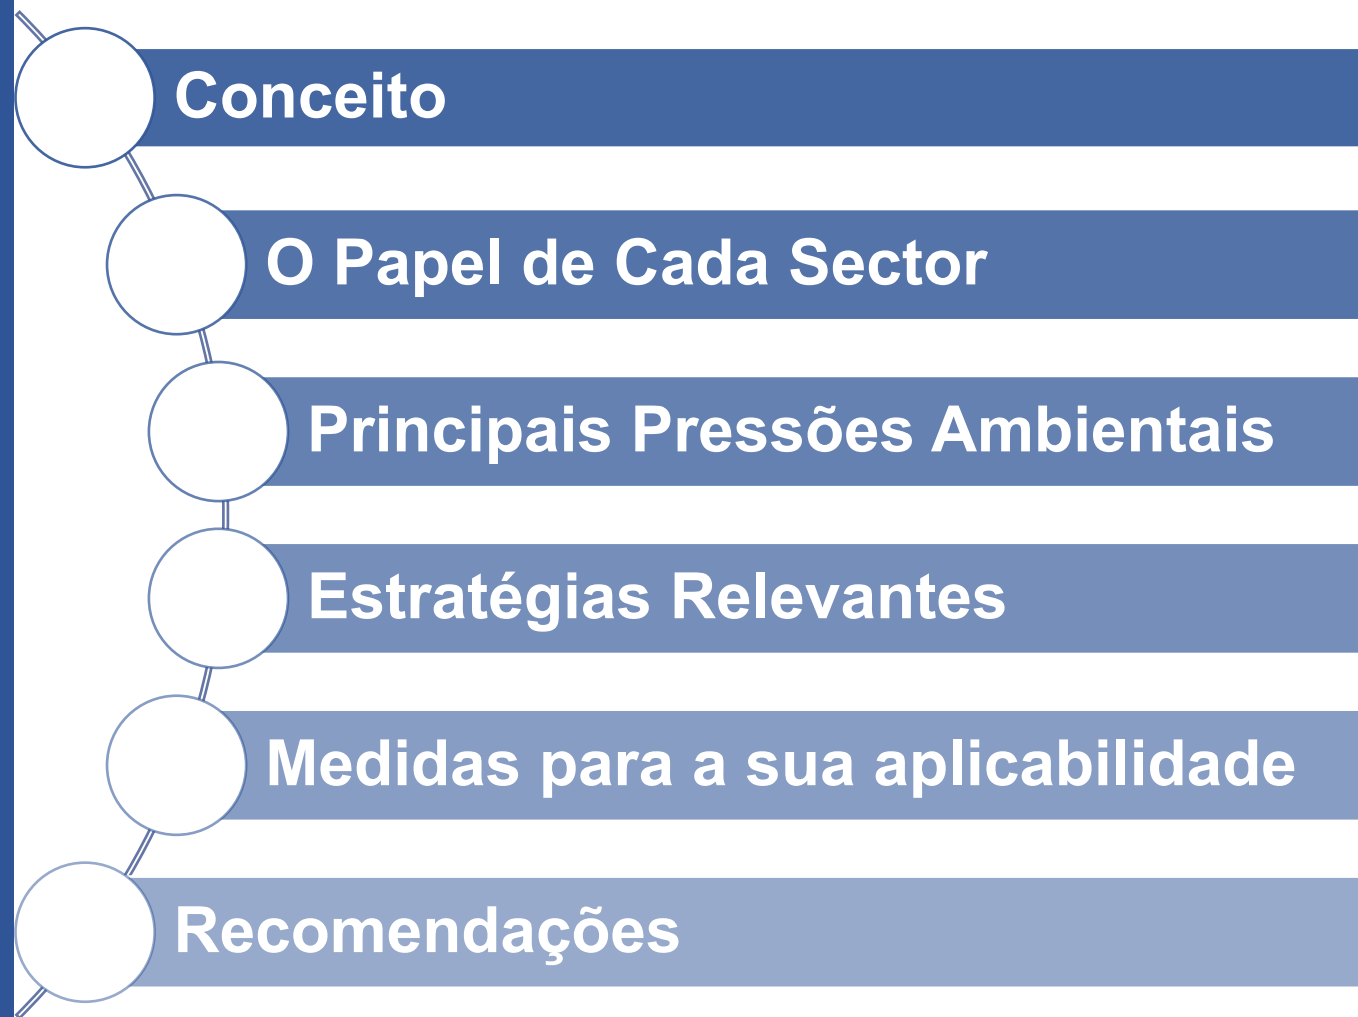 Conceito
O Papel de Cada Sector
Principais Pressões Ambientais
Estratégias Relevantes
Medidas para a sua aplicabilidade
Recomendações